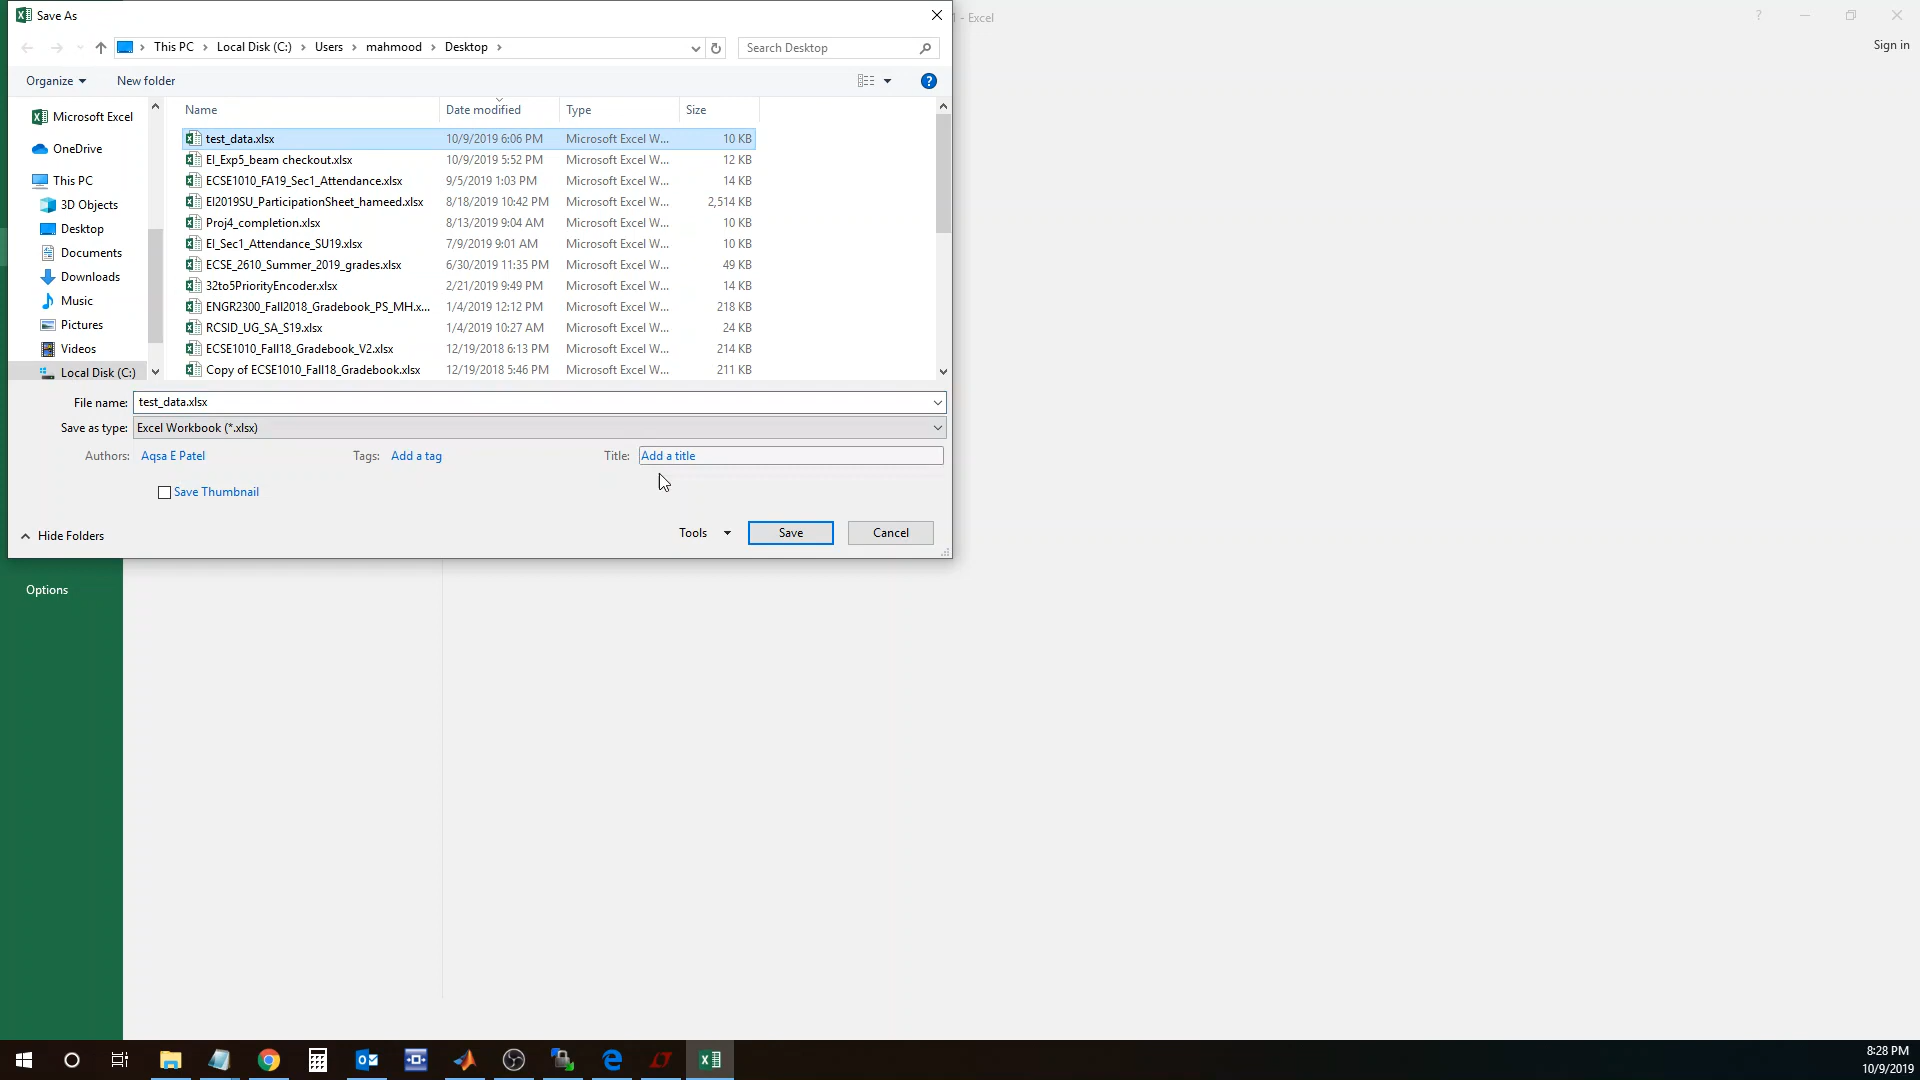 Save As
1 - Excel
Sign in
This PC > Local Disk (C:) > Users > mahmood > Desktop >
Search Desktop
Organize
New folder
Name Date modified Type Size
Microsoft Excel
OneDrive
This PC
3D Objects
Desktop
Documents
Downloads
Music
Pictures
Videos
Local Disk (C:)
test_data.xlsx 10/9/2019 6:06 PM Microsoft Excel W... 10 KB
EI_Exp5_beam checkout.xlsx 10/9/2019 5:52 PM Microsoft Excel W... 12 KB
ECSE1010_FA19_Sec1_Attendance.xlsx 9/5/2019 1:03 PM Microsoft Excel W... 14 KB
EI2019SU_ParticipationSheet_hameed.xlsx 8/18/2019 10:42 PM Microsoft Excel W... 2,514 KB
Proj4_completion.xlsx 8/13/2019 9:04 AM Microsoft Excel W... 10 KB
EI_Sec1_Attendance_SU19.xlsx 7/9/2019 9:01 AM Microsoft Excel W... 10 KB
ECSE_2610_Summer_2019_grades.xlsx 6/30/2019 11:35 PM Microsoft Excel W... 49 KB
32to5PriorityEncoder.xlsx 2/21/2019 9:49 PM Microsoft Excel W... 14 KB
ENGR2300_Fall2018_Gradebook_PS_MH.x... 1/4/2019 12:12 PM Microsoft Excel W... 218 KB
RCSID_UG_SA_S19.xlsx 1/4/2019 10:27 AM Microsoft Excel W... 24 KB
ECSE1010_Fall18_Gradebook_V2.xlsx 12/19/2018 6:13 PM Microsoft Excel W... 214 KB
Copy of ECSE1010_Fall18_Gradebook.xlsx 12/19/2018 5:46 PM Microsoft Excel W... 211 KB
File name: test_data.xlsx
Save as type: Excel Workbook (*.xlsx)
Authors: Aqsa E Patel Tags: Add a tag Title: Add a title
Save Thumbnail
Hide Folders
Tools
Save
Cancel
Options
8:28 PM
10/9/2019